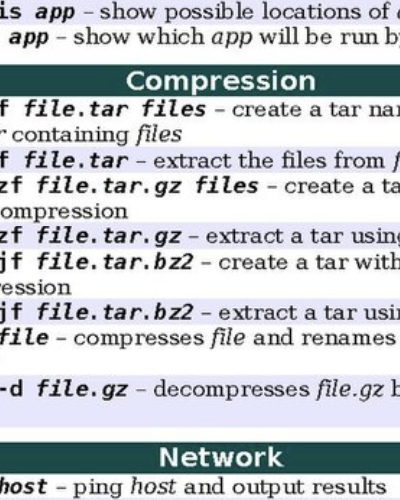 is app – show possible locations of
app – show which app will be run by
Compression
f file.tar files – create a tar nam
r containing files
f file.tar – extract the files from f
zf file.tar.gz files – create a ta
ompression
zf file.tar.gz – extract a tar using
jf file.tar.bz2 – create a tar with
ression
jf file.tar.bz2 – extract a tar usin
file – compresses file and renames
-d file.gz – decompresses file.gz b
Network
host – ping host and output results